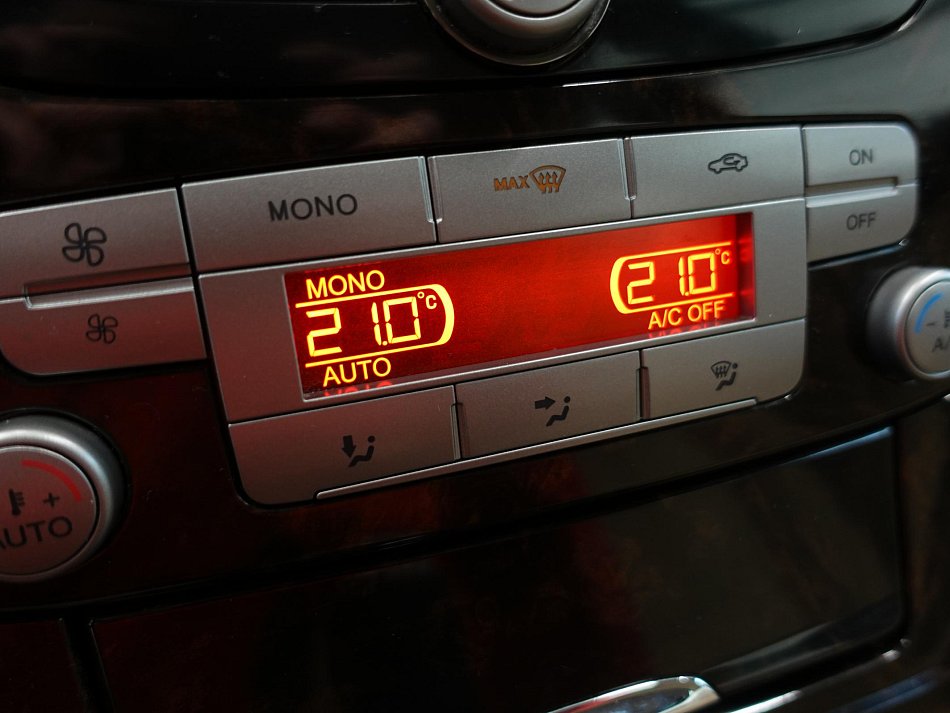 MONO
MAX
ON
OFF
MONO
21.0°C
AUTO
21.0°C
A/C OFF
AUTO